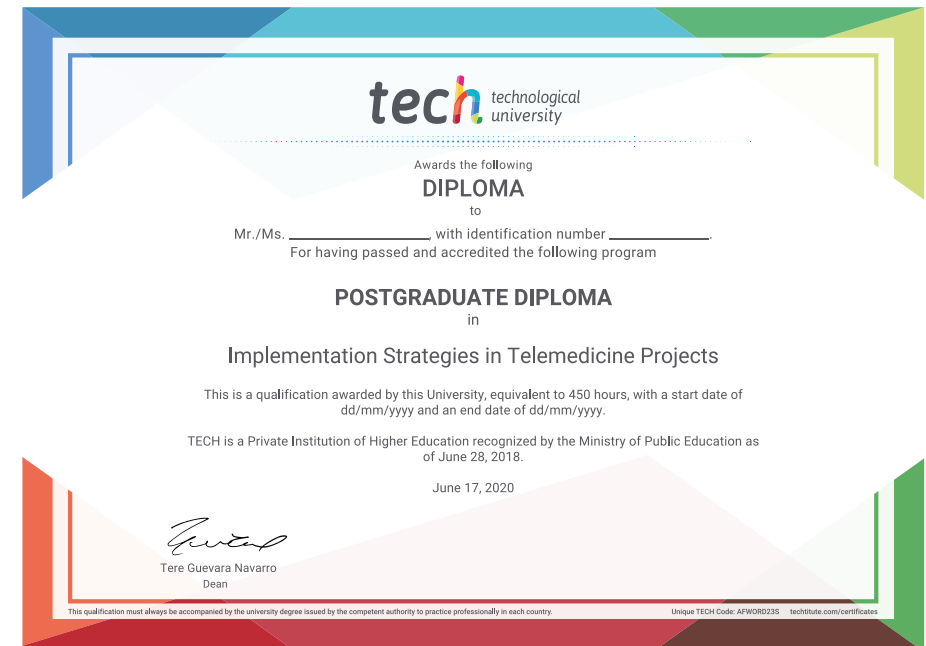 tech technological
university
Awards the following
DIPLOMA
to
Mr./Ms. ____________________, with identification number ______________.
For having passed and accredited the following program
POSTGRADUATE DIPLOMA
in
Implementation Strategies in Telemedicine Projects
This is a qualification awarded by this University, equivalent to 450 hours, with a start date of
dd/mm/yyyy and an end date of dd/mm/yyyy.
TECH is a Private Institution of Higher Education recognized by the Ministry of Public Education as
of June 28, 2018.
June 17, 2020
Tere Guevara Navarro
Dean
This qualification must always be accompanied by the university degree issued by the competent authority to practice professionally in each country.
Unique TECH Code: AFWORD23S techtitute.com/certificates